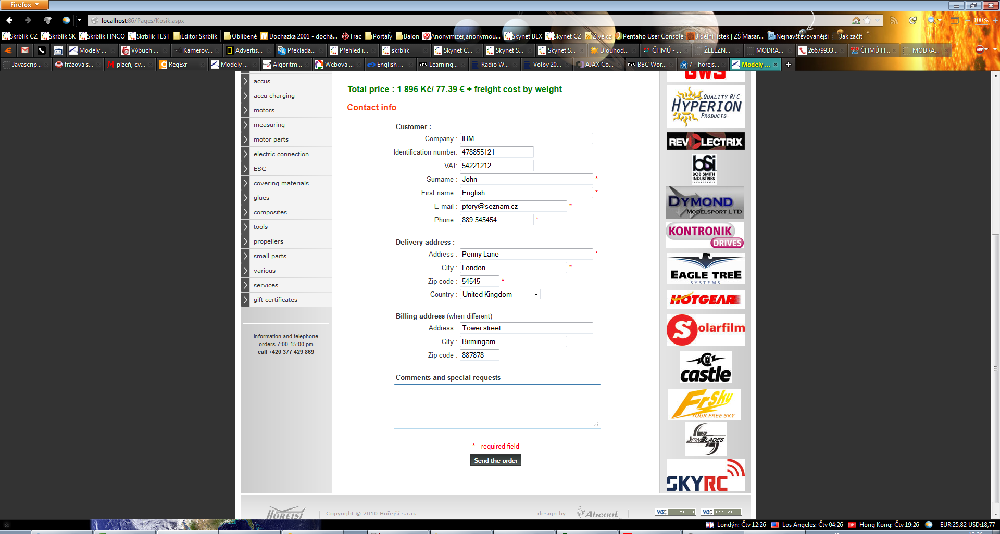 Firefox
localhost:86/Pages/Kosik.aspx
100%
Skrblík CZ Skrblík SK Skrblík FINCO Skrblík TEST Editor Skrblík Oblíbené Docházka 2001 - dochá... Trac Portály Balon Anonymizer,anonymou... Skynet BEX Skynet CZ Živě.cz Pentaho User Console Jídelní lístek | ZŠ Masar... Nejnavštěvovanější Jak začít
Modely ... Výbuch ... Kamerov... Advertis... Překlada... Přehled i... skrblik Skynet C... Skynet S... Skynet S... Dlouhod... ČHMÚ - ... ŽELEZN... MODRA... 26679933... ČHMÚ H... MODRA... ABP
Javascrip... frázová s... plzeň, cv... RegExr Modely ... Algoritm... Webová ... English ... BBC Learning... Radio W... Volby 20... AJAX Co... BBC BBC Wor... / - horejs... Modely ...
accus
accu charging
motors
measuring
motor parts
electric connection
ESC
covering materials
glues
composites
tools
propellers
small parts
various
services
gift certificates
Information and telephone
orders 7:00-15:00 pm
call +420 377 429 869
Total price : 1 896 Kč/ 77.39 € + freight cost by weight
Contact info
Customer :
Company : IBM
Identification number: 478855121
VAT: 54221212
Surname : John *
First name : English *
E-mail : pfory@seznam.cz *
Phone : 889-545454 *
Delivery address :
Address : Penny Lane *
City : London *
Zip code : 54545 *
Country : United Kingdom
Billing address (when different)
Address : Tower street
City : Birmingam
Zip code : 887878
Comments and special requests
* - required field
Send the order
GWS
QUALITY R/C
HYPERION
PRODUCTS
REVOLECTRIX
bSi
BOB SMITH
INDUSTRIES
INCORPORATED
DYMOND
MODELSPORT LTD
KONTRONIK
DRIVES
EAGLE TREE
SYSTEMS
HOTGEAR
Solarfilm
castle
FrSky
YOUR FREE SKY
SPINBLADES
SKYRC
HOŘEJŠÍ
Copyright © 2010 Hořejší s.r.o.
design by Abcool
W3C XHTML 1.0 W3C CSS 2.0
Londýn: Čtv 12:26 Los Angeles: Čtv 04:26 Hong Kong: Čtv 19:26 EUR:25,82 USD:18,77